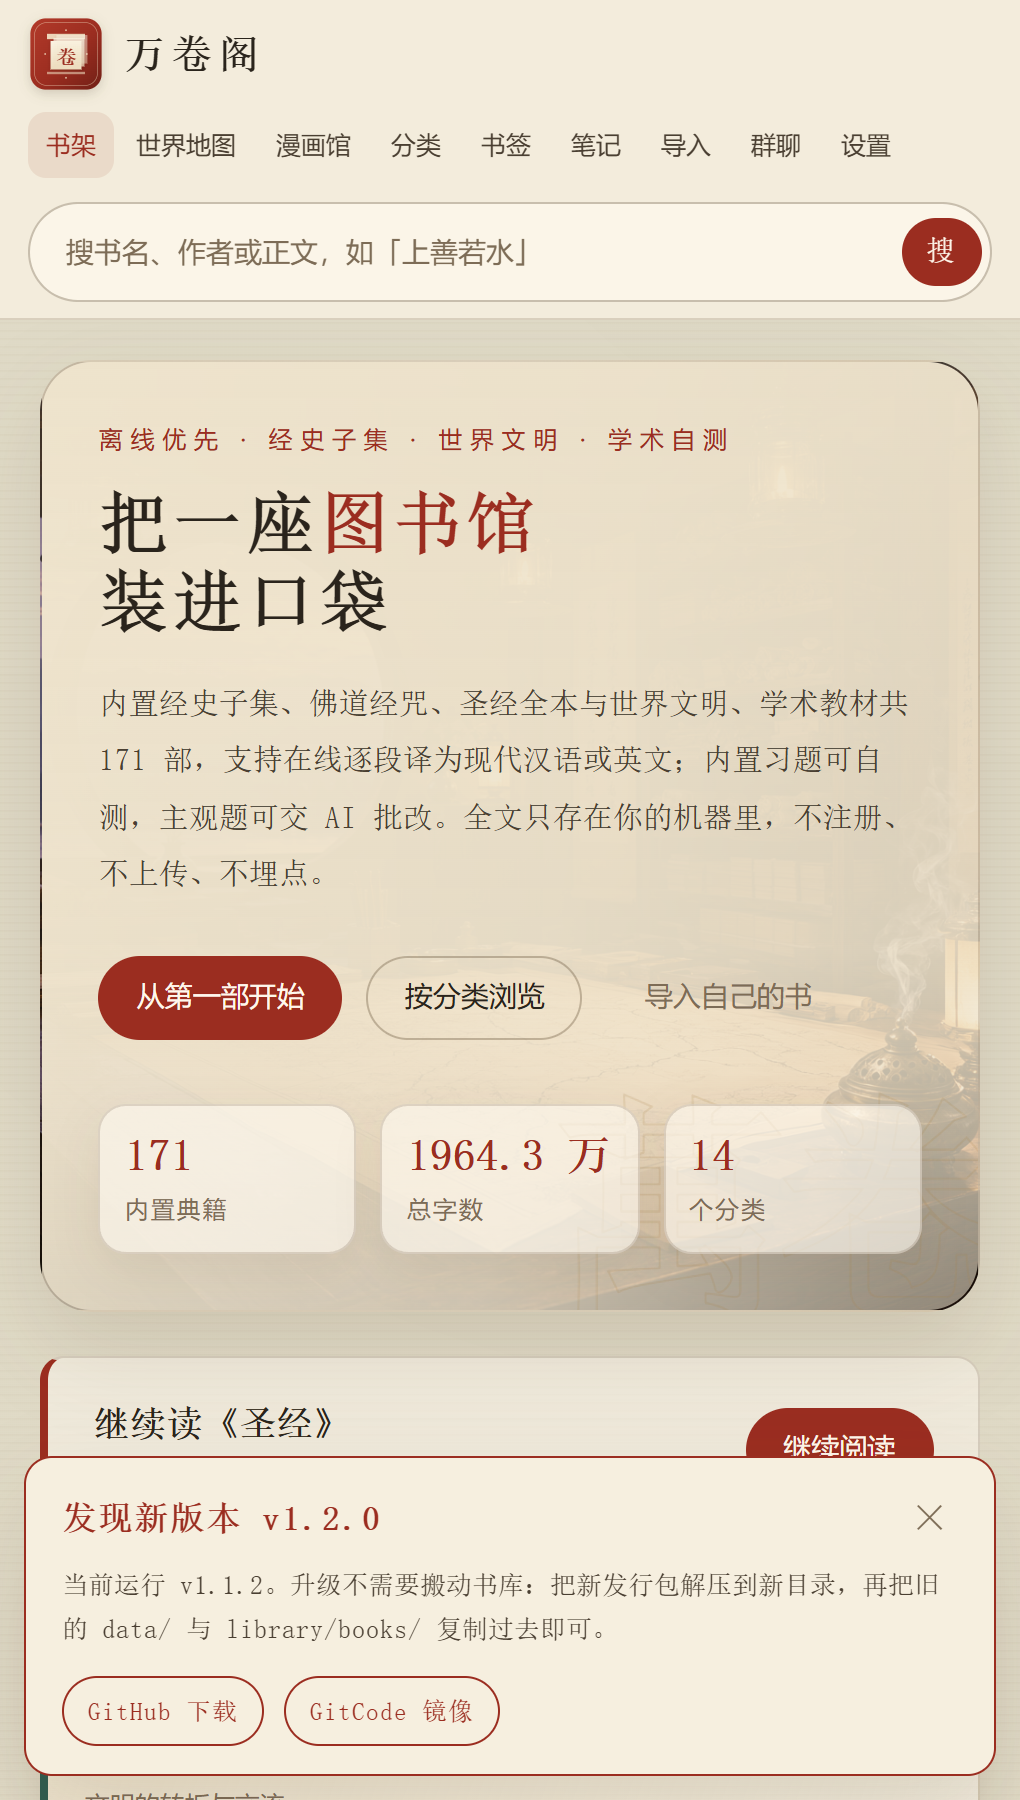 卷
万卷阁
书架 世界地图 漫画馆 分类 书签 笔记 导入 群聊 设置
搜书名、作者或正文，如「上善若水」 搜
离线优先 · 经史子集 · 世界文明 · 学术自测
把一座图书馆
装进口袋
内置经史子集、佛道经咒、圣经全本与世界文明、学术教材共
171 部，支持在线逐段译为现代汉语或英文；内置习题可自
测，主观题可交 AI 批改。全文只存在你的机器里，不注册、
不上传、不埋点。
从第一部开始 按分类浏览 导入自己的书
171 1964.3 万 14
内置典籍 总字数 个分类
继续读《圣经》
继续阅读
发现新版本 v1.2.0
当前运行 v1.1.2。升级不需要搬动书库：把新发行包解压到新目录，再把旧
的 data/ 与 library/books/ 复制过去即可。
GitHub 下载 GitCode 镜像